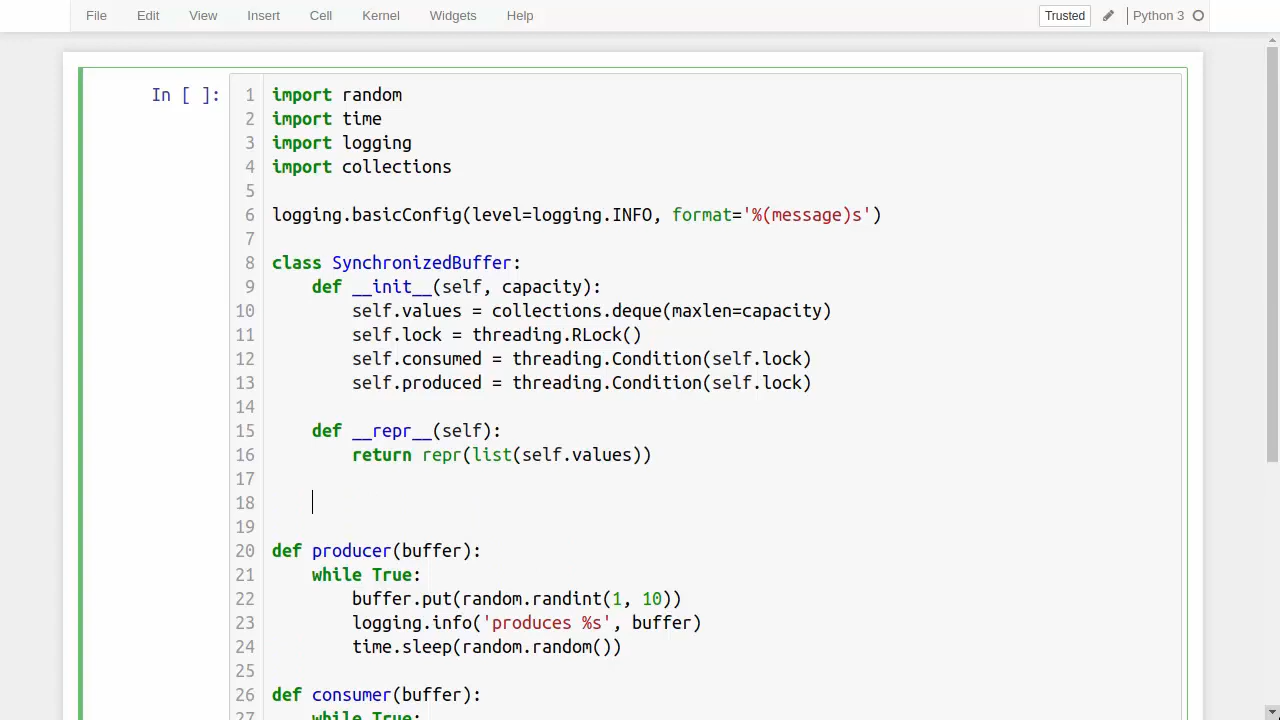 File Edit View Insert Cell Kernel Widgets Help Trusted Python 3
In [ ]:
1 import random
2 import time
3 import logging
4 import collections
5
6 logging.basicConfig(level=logging.INFO, format='%(message)s')
7
8 class SynchronizedBuffer:
9     def __init__(self, capacity):
10         self.values = collections.deque(maxlen=capacity)
11         self.lock = threading.RLock()
12         self.consumed = threading.Condition(self.lock)
13         self.produced = threading.Condition(self.lock)
14
15     def __repr__(self):
16         return repr(list(self.values))
17
18
19
20 def producer(buffer):
21     while True:
22         buffer.put(random.randint(1, 10))
23         logging.info('produces %s', buffer)
24         time.sleep(random.random())
25
26 def consumer(buffer):
27     while True: